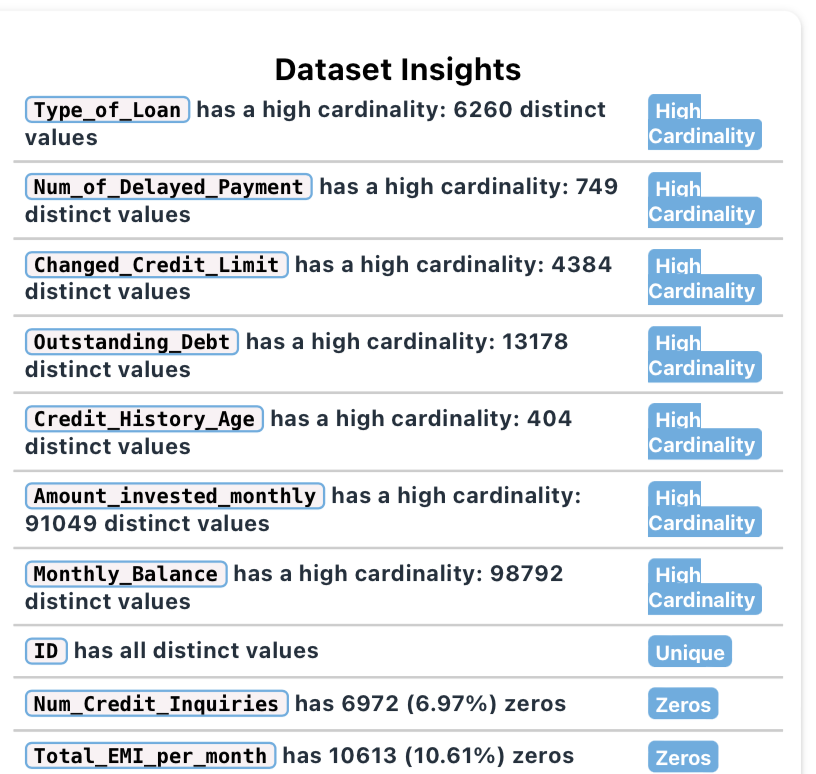 Dataset Insights
Type_of_Loan has a high cardinality: 6260 distinct
values
High
Cardinality
Num_of_Delayed_Payment has a high cardinality: 749
distinct values
High
Cardinality
Changed_Credit_Limit has a high cardinality: 4384
distinct values
High
Cardinality
Outstanding_Debt has a high cardinality: 13178
distinct values
High
Cardinality
Credit_History_Age has a high cardinality: 404
distinct values
High
Cardinality
Amount_invested_monthly has a high cardinality:
91049 distinct values
High
Cardinality
Monthly_Balance has a high cardinality: 98792
distinct values
High
Cardinality
ID has all distinct values
Unique
Num_Credit_Inquiries has 6972 (6.97%) zeros
Zeros
Total_EMI_per_month has 10613 (10.61%) zeros
Zeros